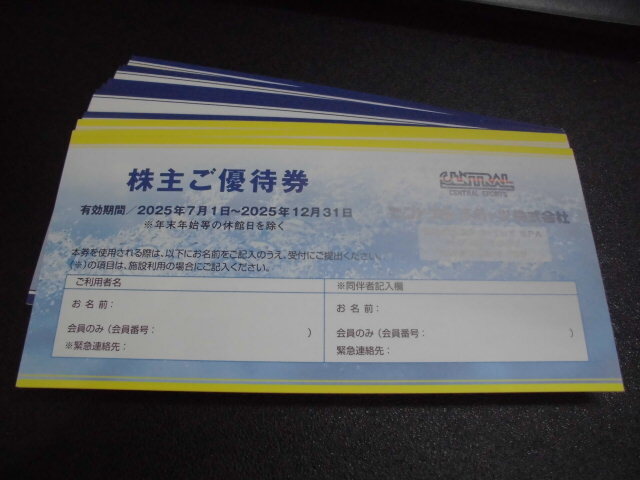 株主ご優待券
CENTRAL
CENTRAL SPORTS
有効期間／2025年7月1日～2025年12月31日
※年末年始等の休館日を除く
株式会社
SPA
本券を使用される際は、以下にお名前をご記入のうえ、受付にご提出ください。
(※)の項目は、施設利用の場合にご記入ください。
ご利用者名
お名前：
会員のみ（会員番号： ）
※緊急連絡先：
※同伴者記入欄
お名前：
会員のみ（会員番号： ）
※緊急連絡先：